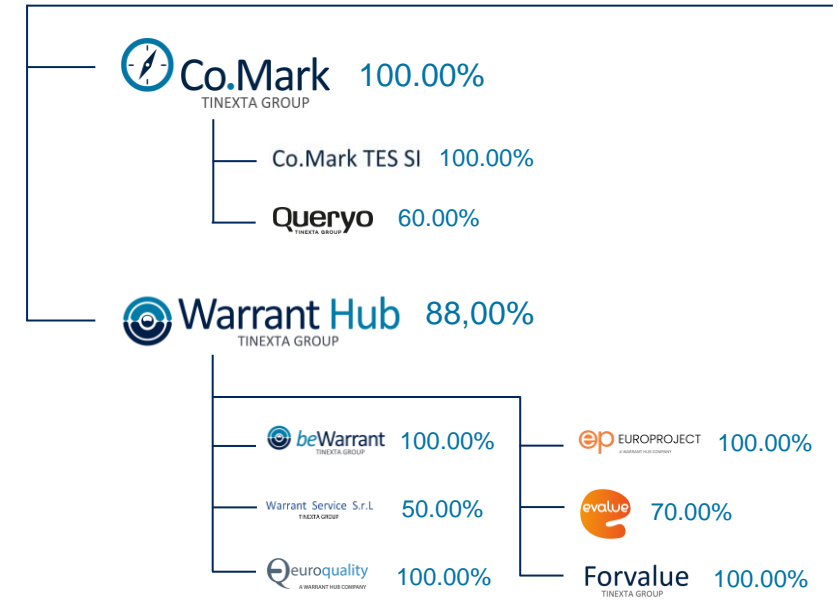 Co.Mark 100.00%
TINEXTA GROUP
Co.Mark TES SI 100.00%
Queryo 60.00%
TINEXTA GROUP
Warrant Hub 88,00%
TINEXTA GROUP
beWarrant 100.00%
TINEXTA GROUP
EUROPROJECT 100.00%
ep
A WARRANT HUB COMPANY
Warrant Service S.r.L 50.00%
TINEXTA GROUP
evalue 70.00%
euroquality 100.00%
A WARRANT HUB COMPANY
Forvalue 100.00%
TINEXTA GROUP